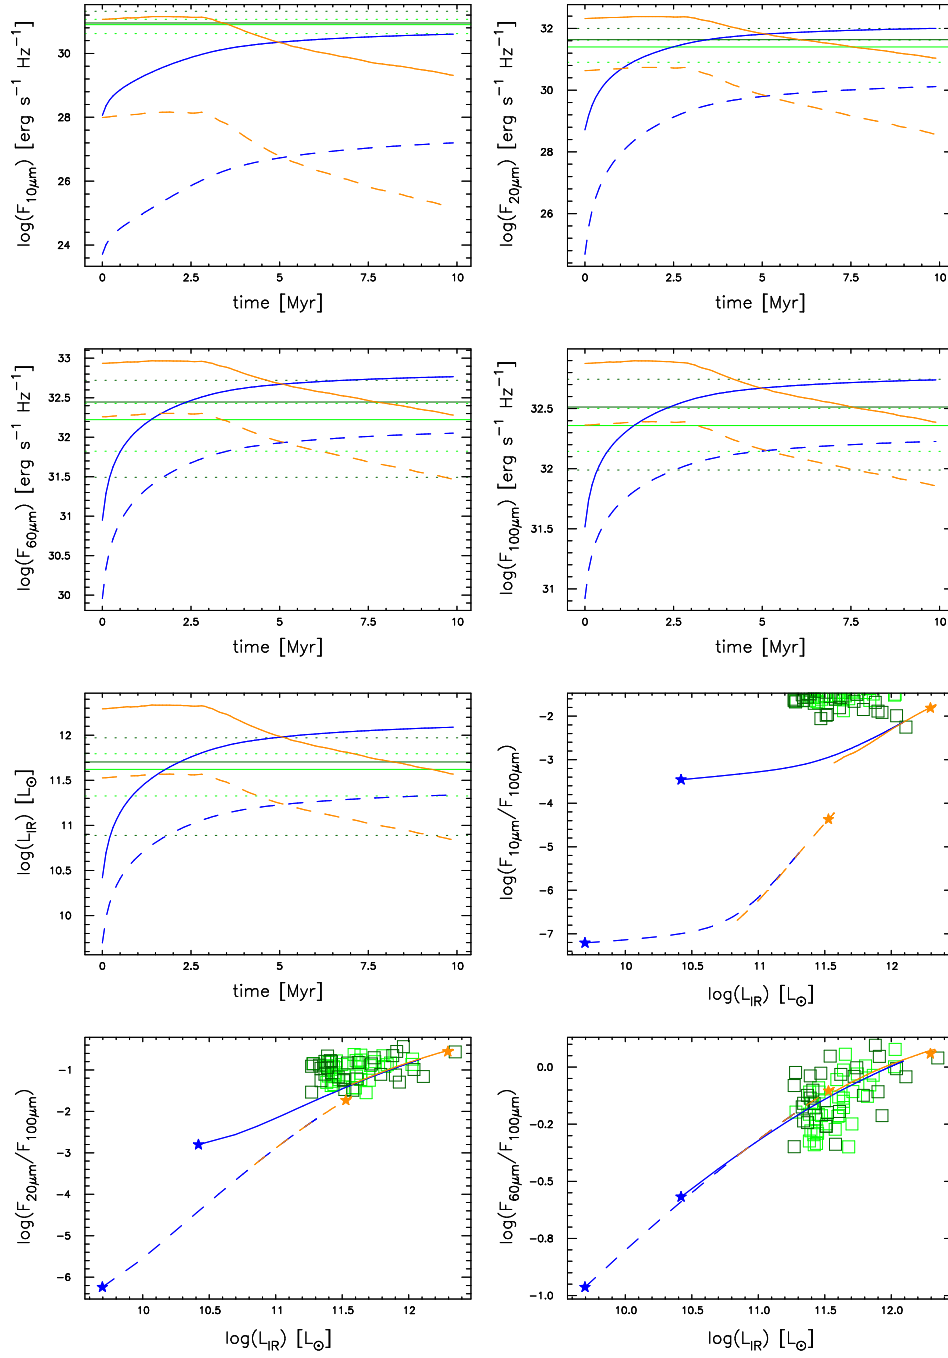 log(F10μm) [erg s−1 Hz−1]
30
28
26
24
0 2.5 5 7.5 10
time [Myr]
log(F20μm) [erg s−1 Hz−1]
32
30
28
26
0 2.5 5 7.5 10
time [Myr]
log(F60μm) [erg s−1 Hz−1]
33
32.5
32
31.5
31
30.5
30
0 2.5 5 7.5 10
time [Myr]
log(F100μm) [erg s−1 Hz−1]
33
32.5
32
31.5
31
0 2.5 5 7.5 10
time [Myr]
log(LIR) [L⊙]
12
11.5
11
10.5
10
0 2.5 5 7.5 10
time [Myr]
log(F10μm/F100μm)
−2
−3
−4
−5
−6
−7
10 10.5 11 11.5 12
log(LIR) [L⊙]
log(F20μm/F100μm)
−1
−2
−3
−4
−5
−6
10 10.5 11 11.5 12
log(LIR) [L⊙]
log(F60μm/F100μm)
0.0
−0.2
−0.5
−0.8
−1.0
10.0 10.5 11.0 11.5 12.0
log(LIR) [L⊙]